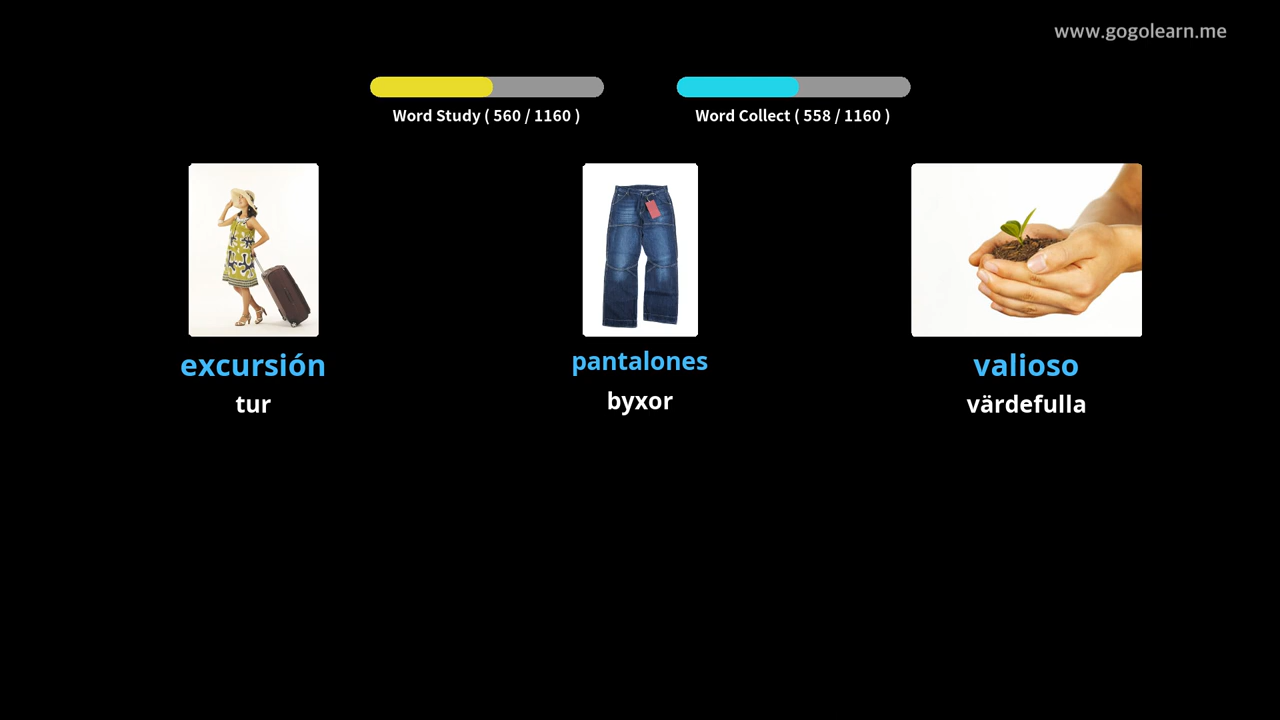 www.gogolearn.me
Word Study ( 560 / 1160 )
Word Collect ( 558 / 1160 )
excursión
tur
pantalones
byxor
valioso
värdefulla